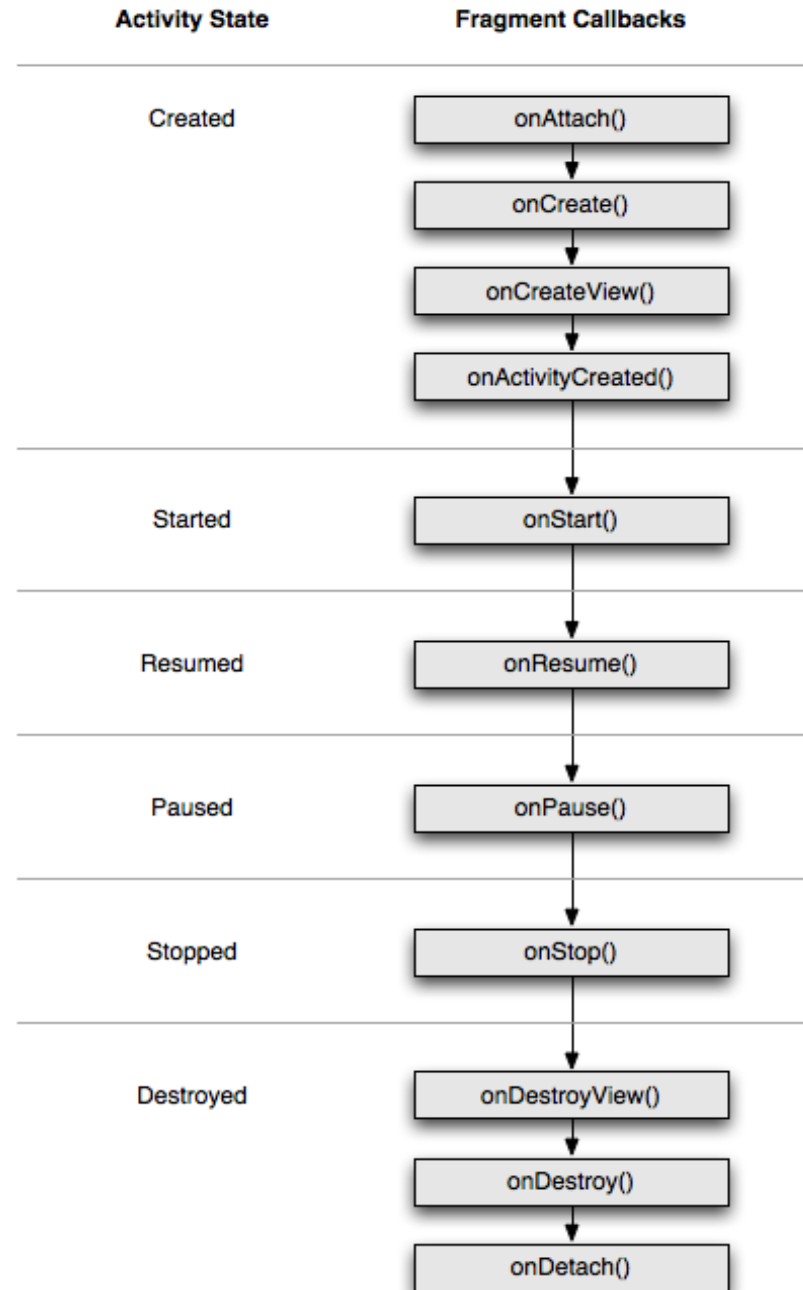 Activity State Fragment Callbacks
Created onAttach()
onCreate()
onCreateView()
onActivityCreated()
Started onStart()
Resumed onResume()
Paused onPause()
Stopped onStop()
Destroyed onDestroyView()
onDestroy()
onDetach()